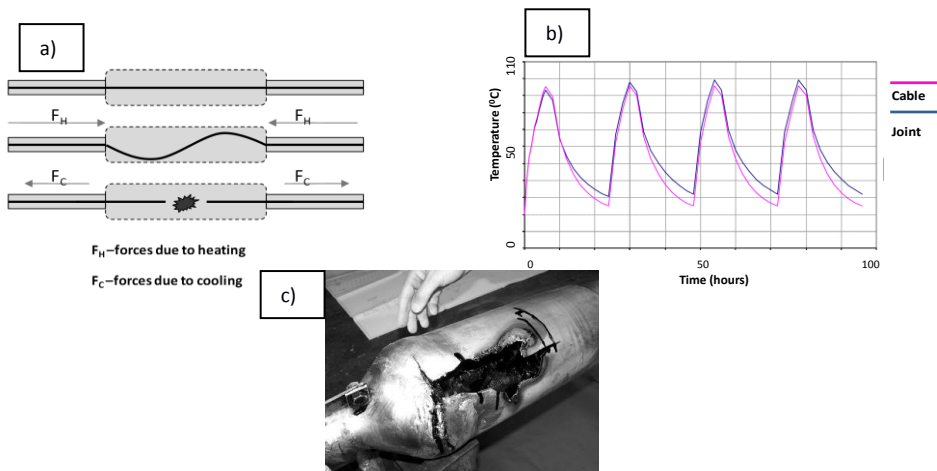 a)
F_H
F_H
F_C
F_C
F_H–forces due to heating
F_C–forces due to cooling
b)
110
50
0
Temperature (⁰C)
0
50
100
Time (hours)
Cable
Joint
c)